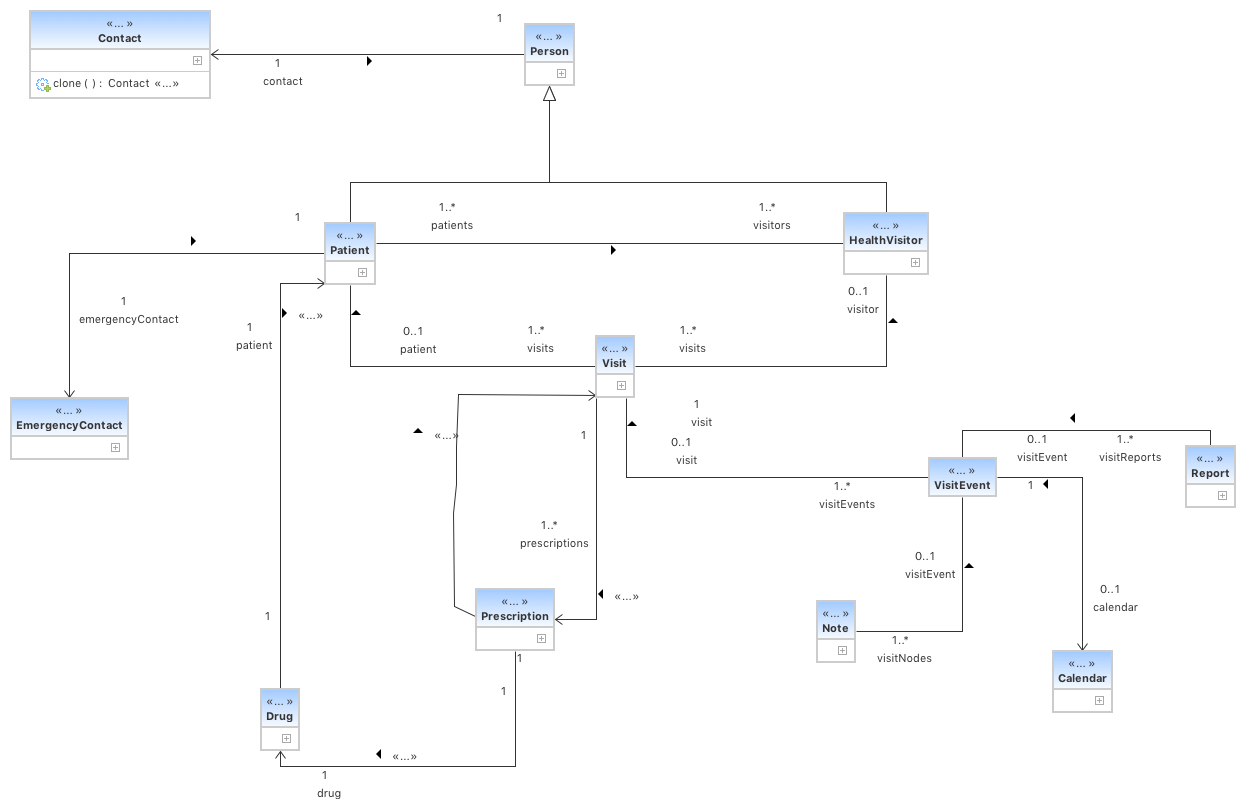 «... »
Contact
clone ( ) : Contact «...»
1
«... »
Person
1
contact
1
«... »
Patient
1..*
patients
1..*
visitors
«... »
HealthVisitor
1
emergencyContact
1
patient
«...»
0..1
visitor
0..1
patient
1..*
visits
«... »
Visit
1..*
visits
«... »
EmergencyContact
«...»
1
1
visit
0..1
visit
0..1
visitEvent
1..*
visitReports
«... »
Report
«... »
VisitEvent
1
1..*
visitEvents
1..*
prescriptions
0..1
visitEvent
«...»
«... »
Prescription
«... »
Note
1..*
visitNodes
0..1
calendar
«... »
Calendar
1
1
1
«... »
Drug
«...»
1
drug